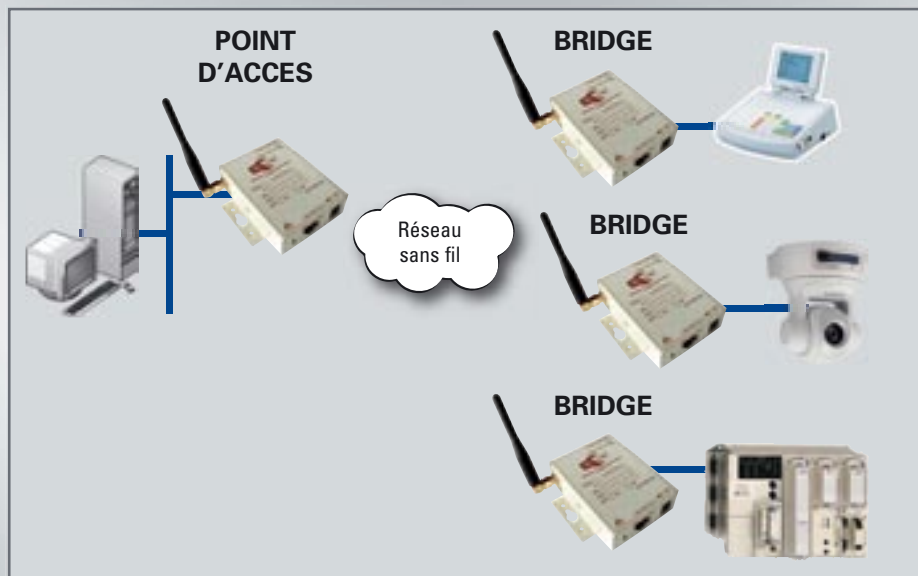 POINT
D'ACCES
BRIDGE
Réseau
sans fil
BRIDGE
BRIDGE